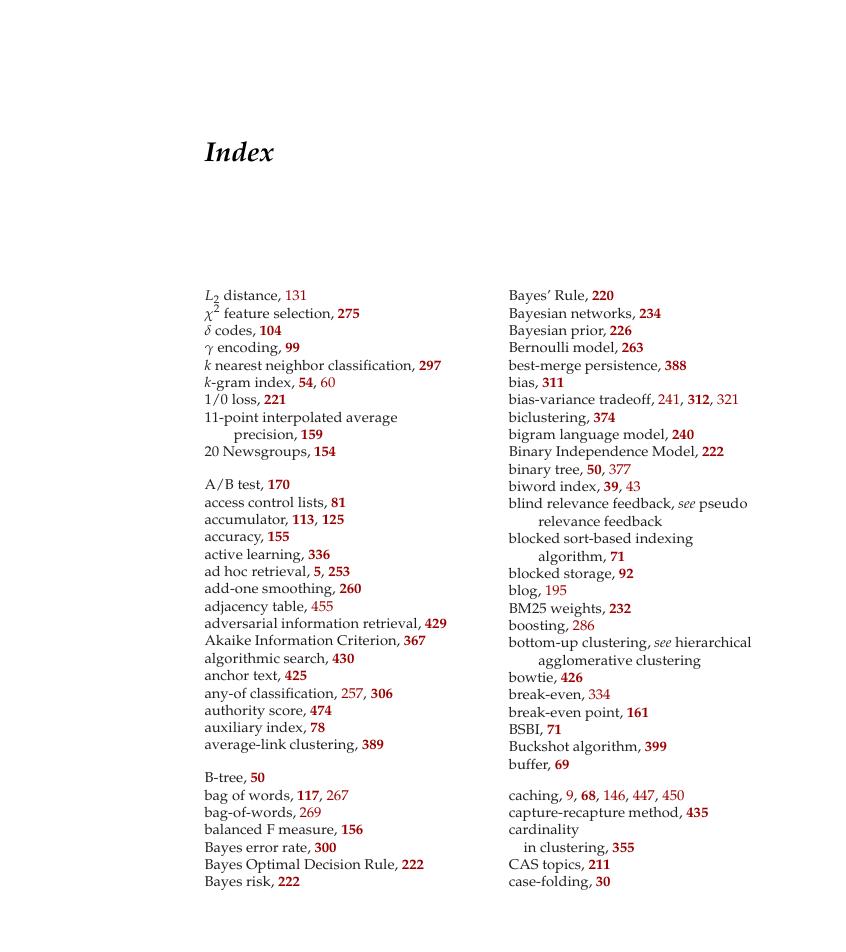 Index
L₂ distance, 131
χ² feature selection, 275
δ codes, 104
γ encoding, 99
k nearest neighbor classification, 297
k-gram index, 54, 60
1/0 loss, 221
11-point interpolated average
precision, 159
20 Newsgroups, 154
A/B test, 170
access control lists, 81
accumulator, 113, 125
accuracy, 155
active learning, 336
ad hoc retrieval, 5, 253
add-one smoothing, 260
adjacency table, 455
adversarial information retrieval, 429
Akaike Information Criterion, 367
algorithmic search, 430
anchor text, 425
any-of classification, 257, 306
authority score, 474
auxiliary index, 78
average-link clustering, 389
B-tree, 50
bag of words, 117, 267
bag-of-words, 269
balanced F measure, 156
Bayes error rate, 300
Bayes Optimal Decision Rule, 222
Bayes risk, 222
Bayes' Rule, 220
Bayesian networks, 234
Bayesian prior, 226
Bernoulli model, 263
best-merge persistence, 388
bias, 311
bias-variance tradeoff, 241, 312, 321
biclustering, 374
bigram language model, 240
Binary Independence Model, 222
binary tree, 50, 377
biword index, 39, 43
blind relevance feedback, see pseudo
relevance feedback
blocked sort-based indexing
algorithm, 71
blocked storage, 92
blog, 195
BM25 weights, 232
boosting, 286
bottom-up clustering, see hierarchical
agglomerative clustering
bowtie, 426
break-even, 334
break-even point, 161
BSBI, 71
Buckshot algorithm, 399
buffer, 69
caching, 9, 68, 146, 447, 450
capture-recapture method, 435
cardinality
in clustering, 355
CAS topics, 211
case-folding, 30